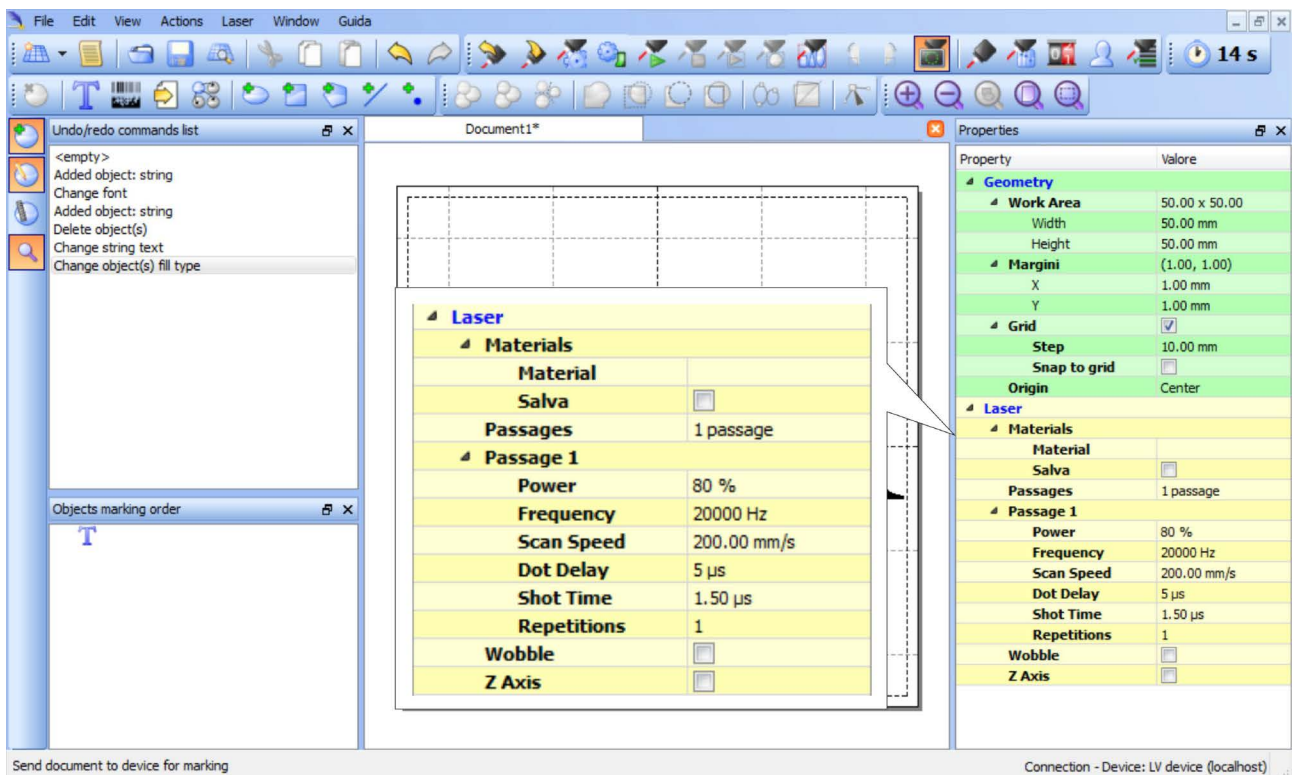 File Edit View Actions Laser Window Guida
14 s
T
Undo/redo commands list
<empty>
Added object: string
Change font
Added object: string
Delete object(s)
Change string text
Change object(s) fill type
Objects marking order
T
Document1*
Laser
Materials
Material
Salva
Passages 1 passage
Passage 1
Power 80 %
Frequency 20000 Hz
Scan Speed 200.00 mm/s
Dot Delay 5 µs
Shot Time 1.50 µs
Repetitions 1
Wobble
Z Axis
Properties
Property Valore
Geometry
Work Area 50.00 x 50.00
Width 50.00 mm
Height 50.00 mm
Margini (1.00, 1.00)
X 1.00 mm
Y 1.00 mm
Grid
Step 10.00 mm
Snap to grid
Origin Center
Laser
Materials
Material
Salva
Passages 1 passage
Passage 1
Power 80 %
Frequency 20000 Hz
Scan Speed 200.00 mm/s
Dot Delay 5 µs
Shot Time 1.50 µs
Repetitions 1
Wobble
Z Axis
Send document to device for marking
Connection - Device: LV device (localhost)